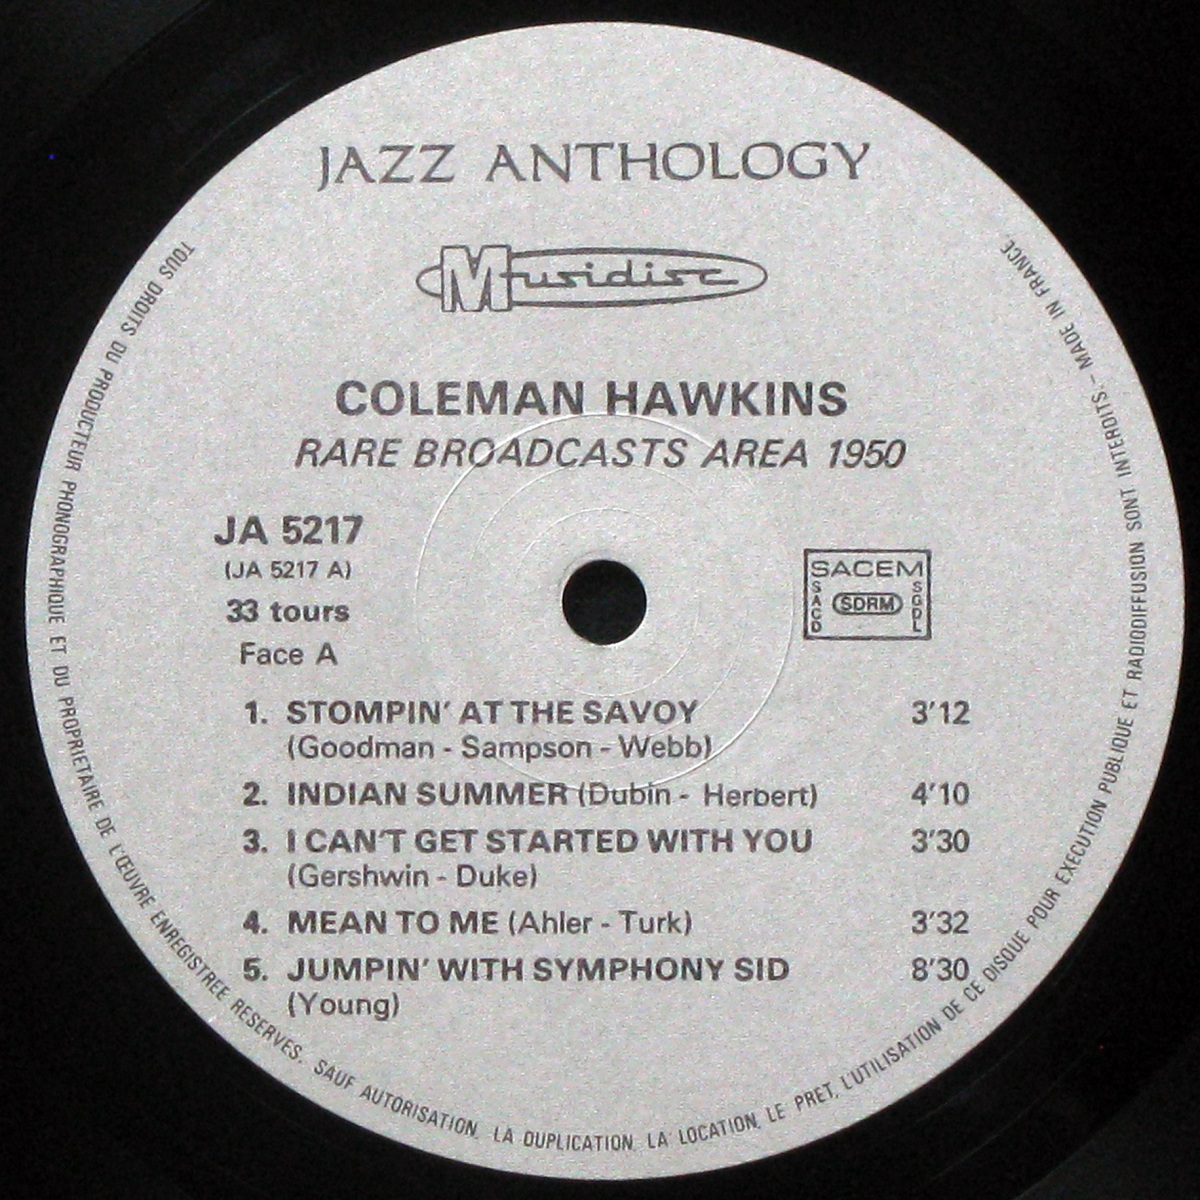 JAZZ ANTHOLOGY
Musidisc
COLEMAN HAWKINS
RARE BROADCASTS AREA 1950
JA 5217
(JA 5217 A)
33 tours
Face A
SACEM
SACD
SDRM
SGDL
1. STOMPIN' AT THE SAVOY 3'12
(Goodman - Sampson - Webb)
2. INDIAN SUMMER (Dubin - Herbert) 4'10
3. I CAN'T GET STARTED WITH YOU 3'30
(Gershwin - Duke)
4. MEAN TO ME (Ahler - Turk) 3'32
5. JUMPIN' WITH SYMPHONY SID 8'30
(Young)
TOUS DROITS DU PRODUCTEUR PHONOGRAPHIQUE ET DU PROPRIETAIRE DE L'ŒUVRE ENREGISTREE RESERVES. SAUF AUTORISATION, LA DUPLICATION, LA LOCATION, LE PRET, L'UTILISATION DE CE DISQUE POUR EXECUTION PUBLIQUE ET RADIODIFFUSION SONT INTERDITS. - MADE IN FRANCE.